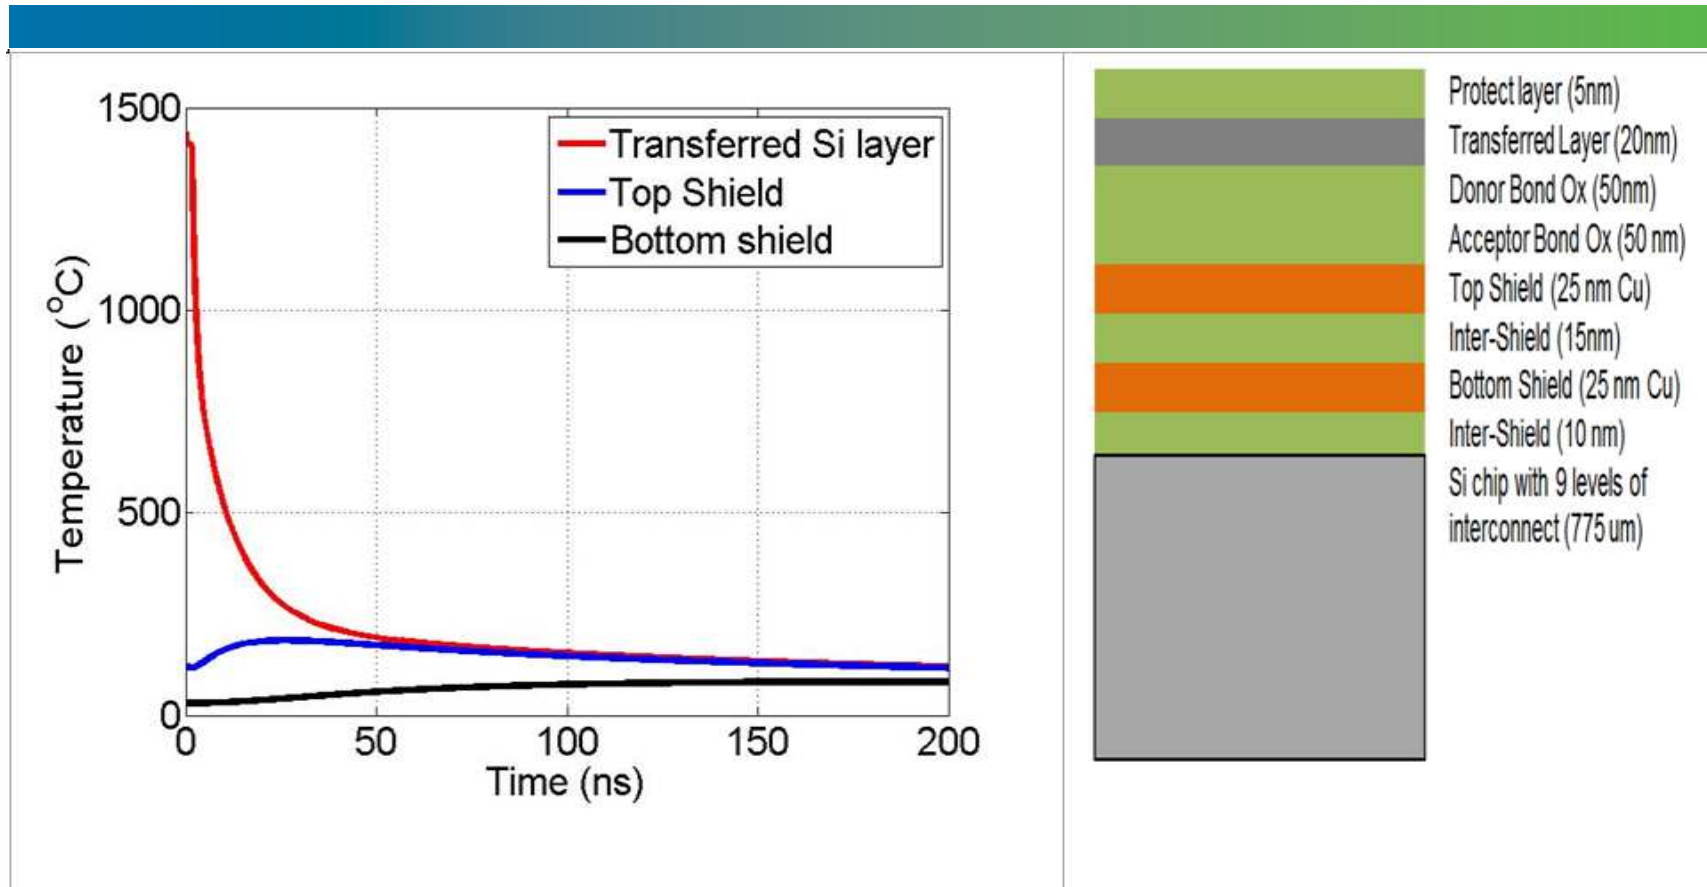 1500
1000
500
0
Temperature (°C)
Transferred Si layer
Top Shield
Bottom shield
0 50 100 150 200
Time (ns)
Protect layer (5nm)
Transferred Layer (20nm)
Donor Bond Ox (50nm)
Acceptor Bond Ox (50 nm)
Top Shield (25 nm Cu)
Inter-Shield (15nm)
Bottom Shield (25 nm Cu)
Inter-Shield (10 nm)
Si chip with 9 levels of
interconnect (775 um)